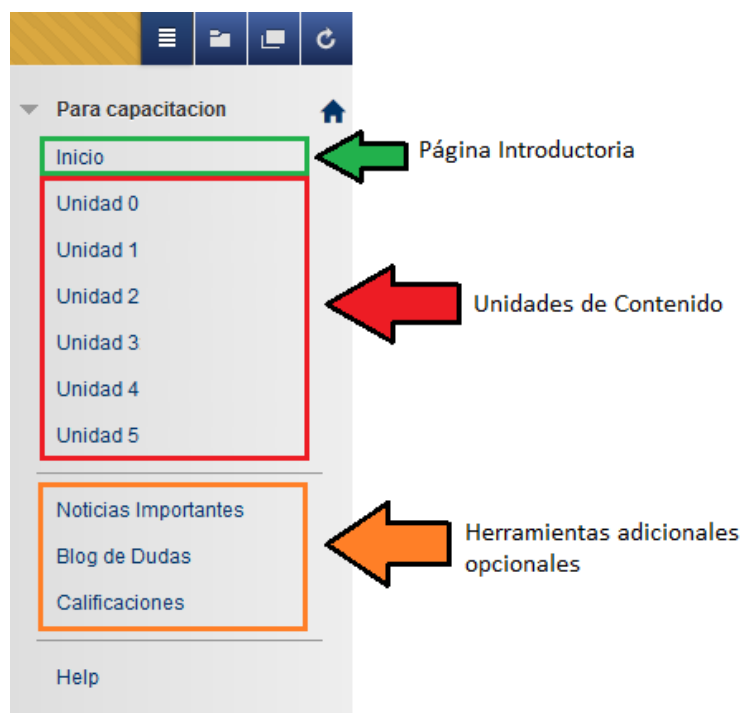 Para capacitacion
Inicio
Página Introductoria
Unidad 0
Unidad 1
Unidad 2
Unidades de Contenido
Unidad 3
Unidad 4
Unidad 5
Noticias Importantes
Herramientas adicionales
opcionales
Blog de Dudas
Calificaciones
Help